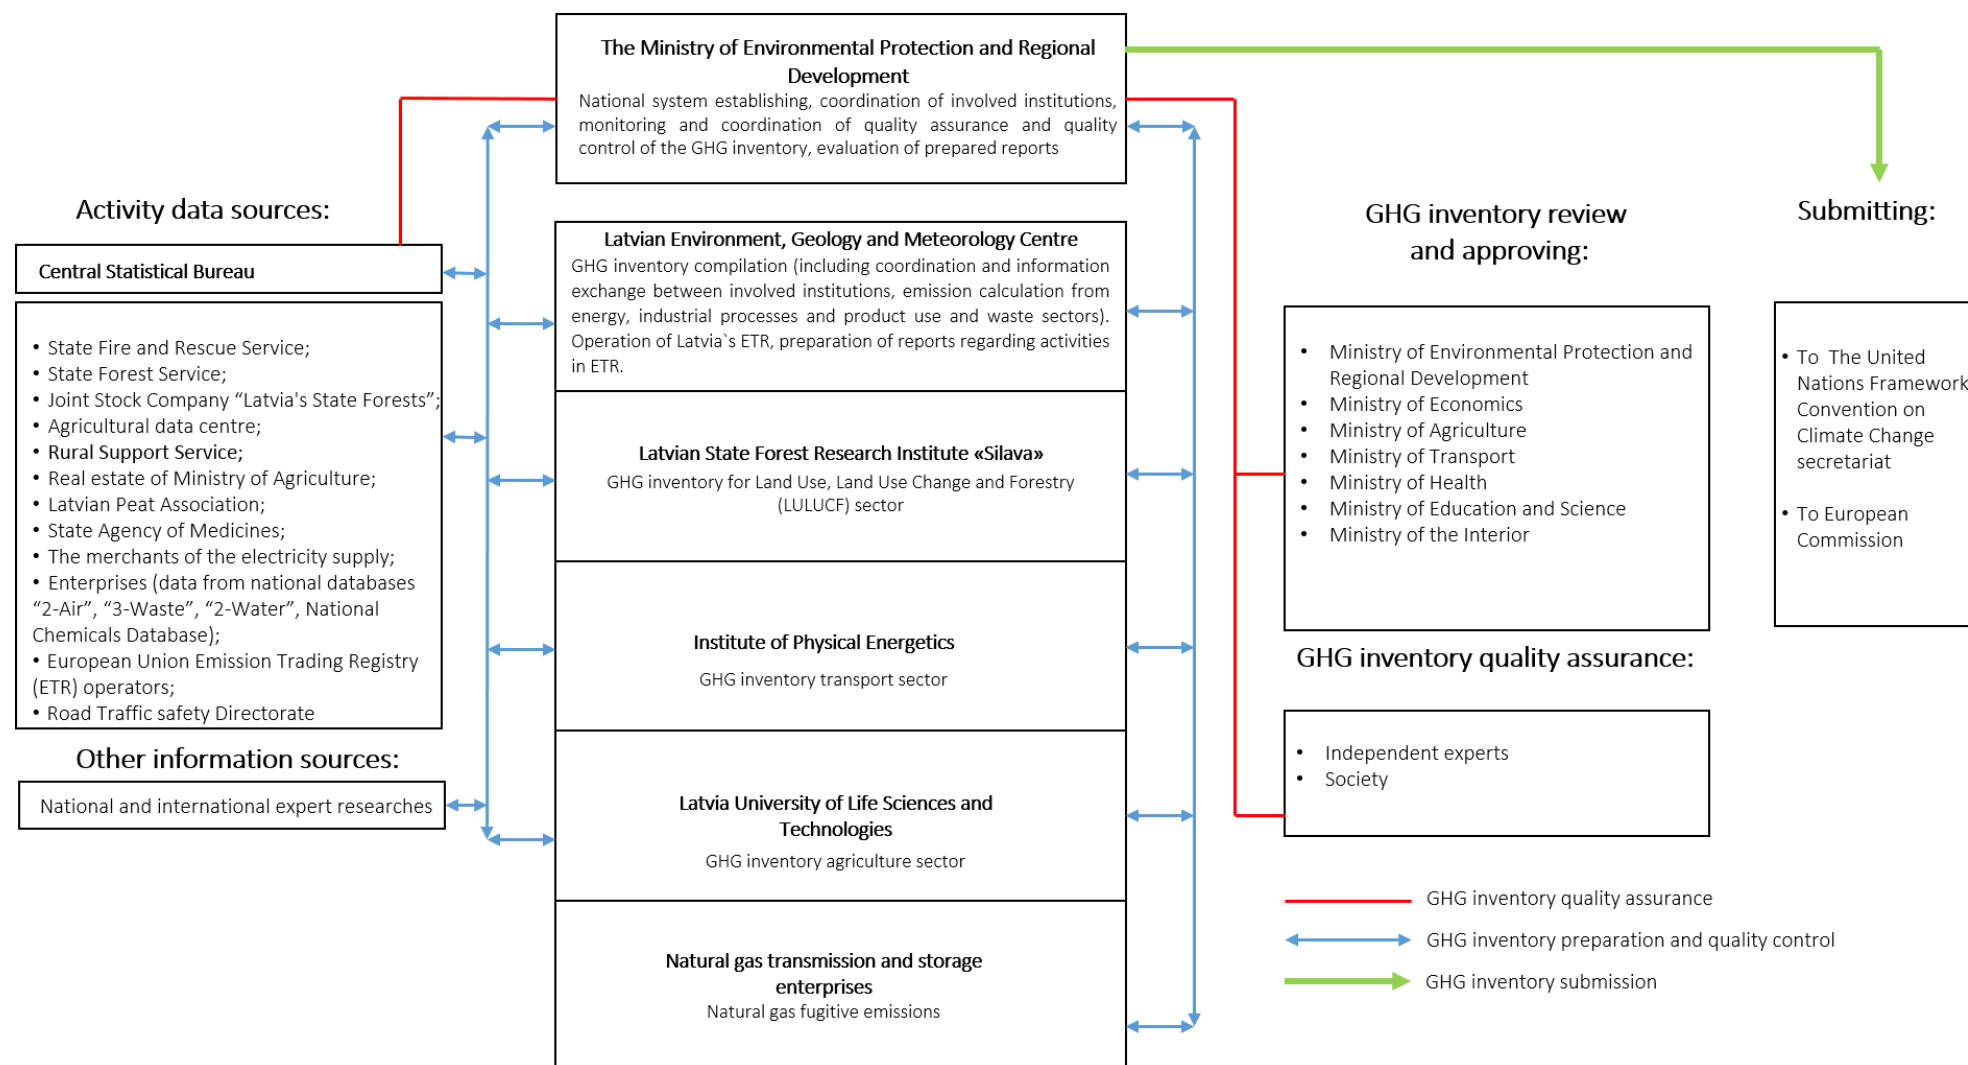 The Ministry of Environmental Protection and Regional
Development
National system establishing, coordination of involved institutions,
monitoring and coordination of quality assurance and quality
control of the GHG inventory, evaluation of prepared reports
Activity data sources:
Central Statistical Bureau
• State Fire and Rescue Service;
• State Forest Service;
• Joint Stock Company “Latvia's State Forests”;
• Agricultural data centre;
• Rural Support Service;
• Real estate of Ministry of Agriculture;
• Latvian Peat Association;
• State Agency of Medicines;
• The merchants of the electricity supply;
• Enterprises (data from national databases
“2-Air”, “3-Waste”, “2-Water”, National
Chemicals Database);
• European Union Emission Trading Registry
(ETR) operators;
• Road Traffic safety Directorate
Other information sources:
National and international expert researches
Latvian Environment, Geology and Meteorology Centre
GHG inventory compilation (including coordination and information
exchange between involved institutions, emission calculation from
energy, industrial processes and product use and waste sectors).
Operation of Latvia`s ETR, preparation of reports regarding activities
in ETR.
Latvian State Forest Research Institute «Silava»
GHG inventory for Land Use, Land Use Change and Forestry
(LULUCF) sector
Institute of Physical Energetics
GHG inventory transport sector
Latvia University of Life Sciences and
Technologies
GHG inventory agriculture sector
Natural gas transmission and storage
enterprises
Natural gas fugitive emissions
GHG inventory review
and approving:
• Ministry of Environmental Protection and
Regional Development
• Ministry of Economics
• Ministry of Agriculture
• Ministry of Transport
• Ministry of Health
• Ministry of Education and Science
• Ministry of the Interior
GHG inventory quality assurance:
• Independent experts
• Society
Submitting:
• To The United
Nations Framework
Convention on
Climate Change
secretariat
• To European
Commission
GHG inventory quality assurance
GHG inventory preparation and quality control
GHG inventory submission